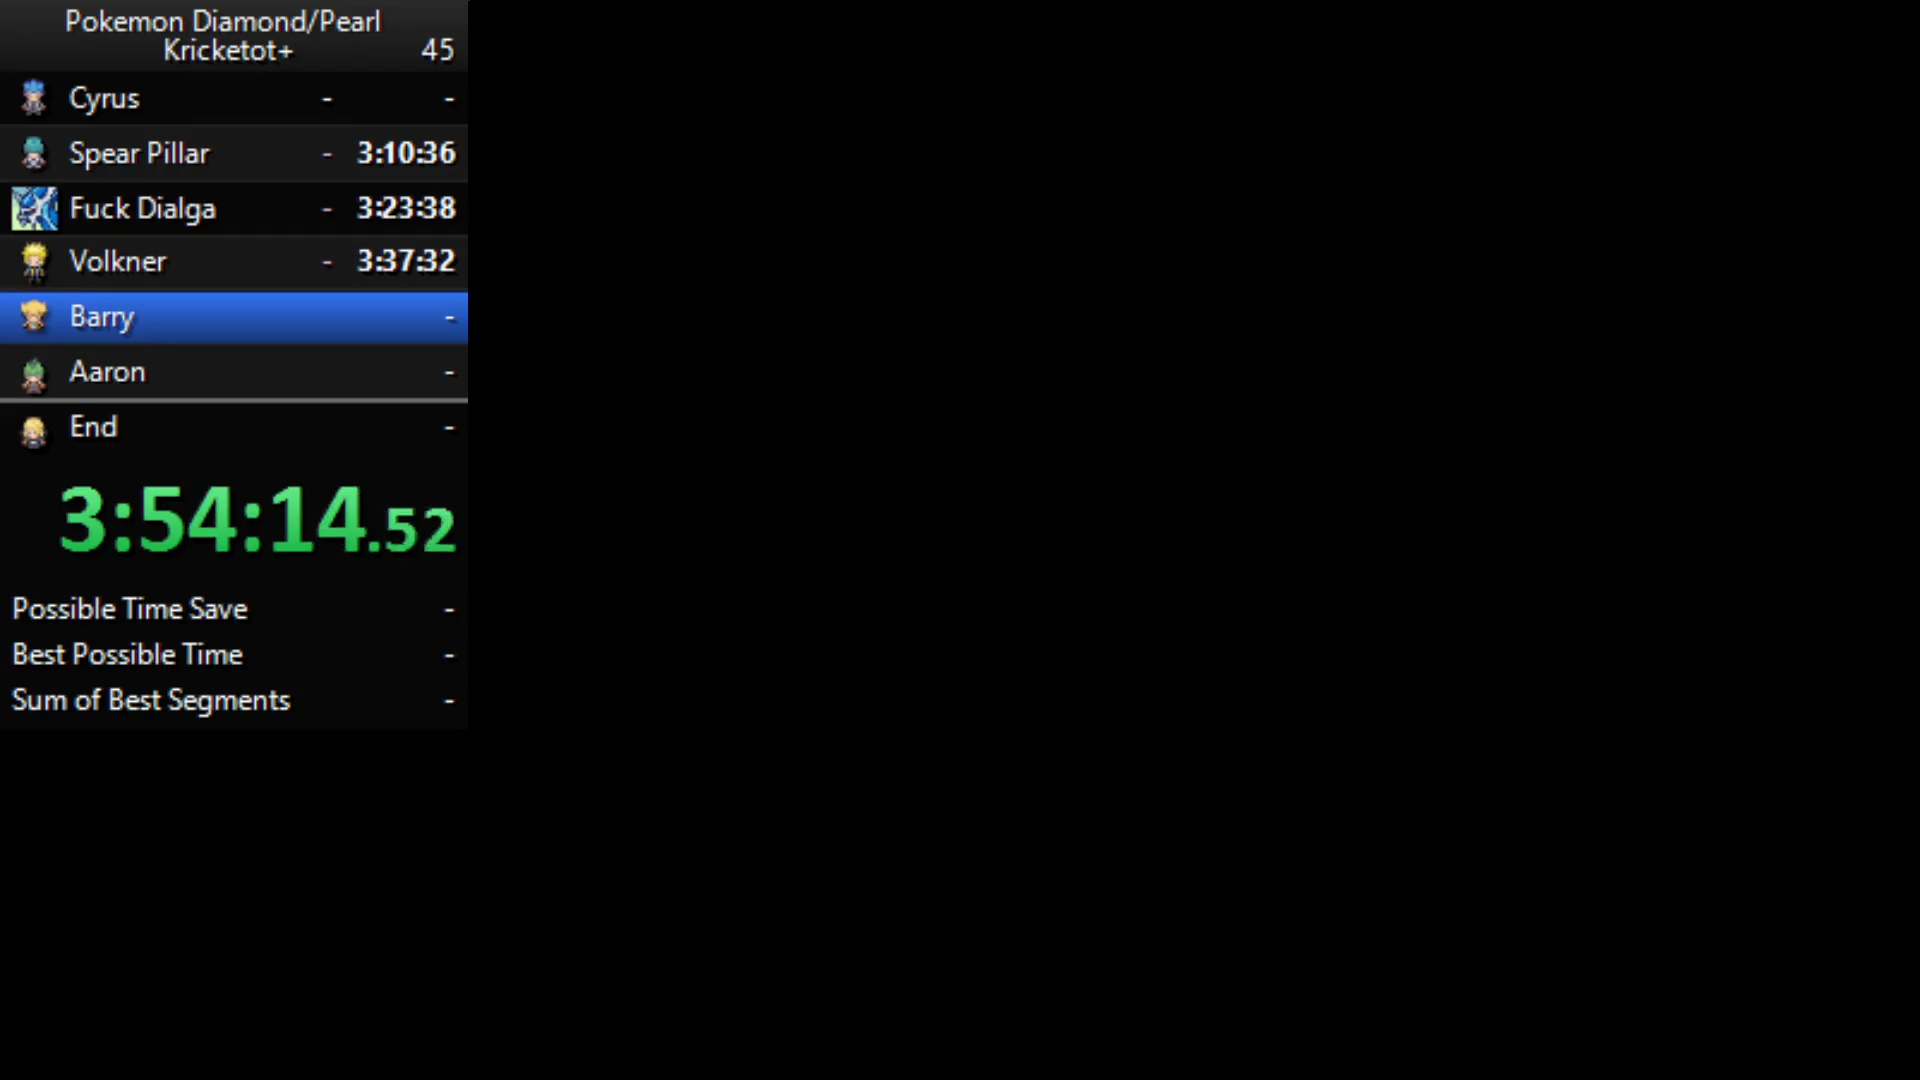 Pokemon Diamond/Pearl
Kricketot+ 45
Cyrus - -
Spear Pillar - 3:10:36
Fuck Dialga - 3:23:38
Volkner - 3:37:32
Barry -
Aaron -
End -
3:54:14.52
Possible Time Save -
Best Possible Time -
Sum of Best Segments -